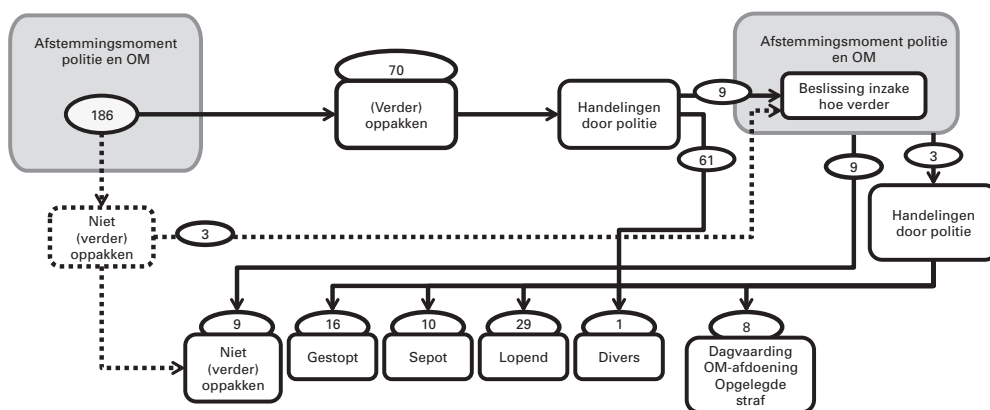 Afstemmingsmoment
politie en OM
186
70
(Verder)
oppakken
Handelingen
door politie
9
61
Afstemmingsmoment politie
en OM
Beslissing inzake
hoe verder
9
3
Handelingen
door politie
Niet
(verder)
oppakken
3
9
Niet
(verder)
oppakken
16
Gestopt
10
Sepot
29
Lopend
1
Divers
8
Dagvaarding
OM-afdoening
Opgelegde
straf